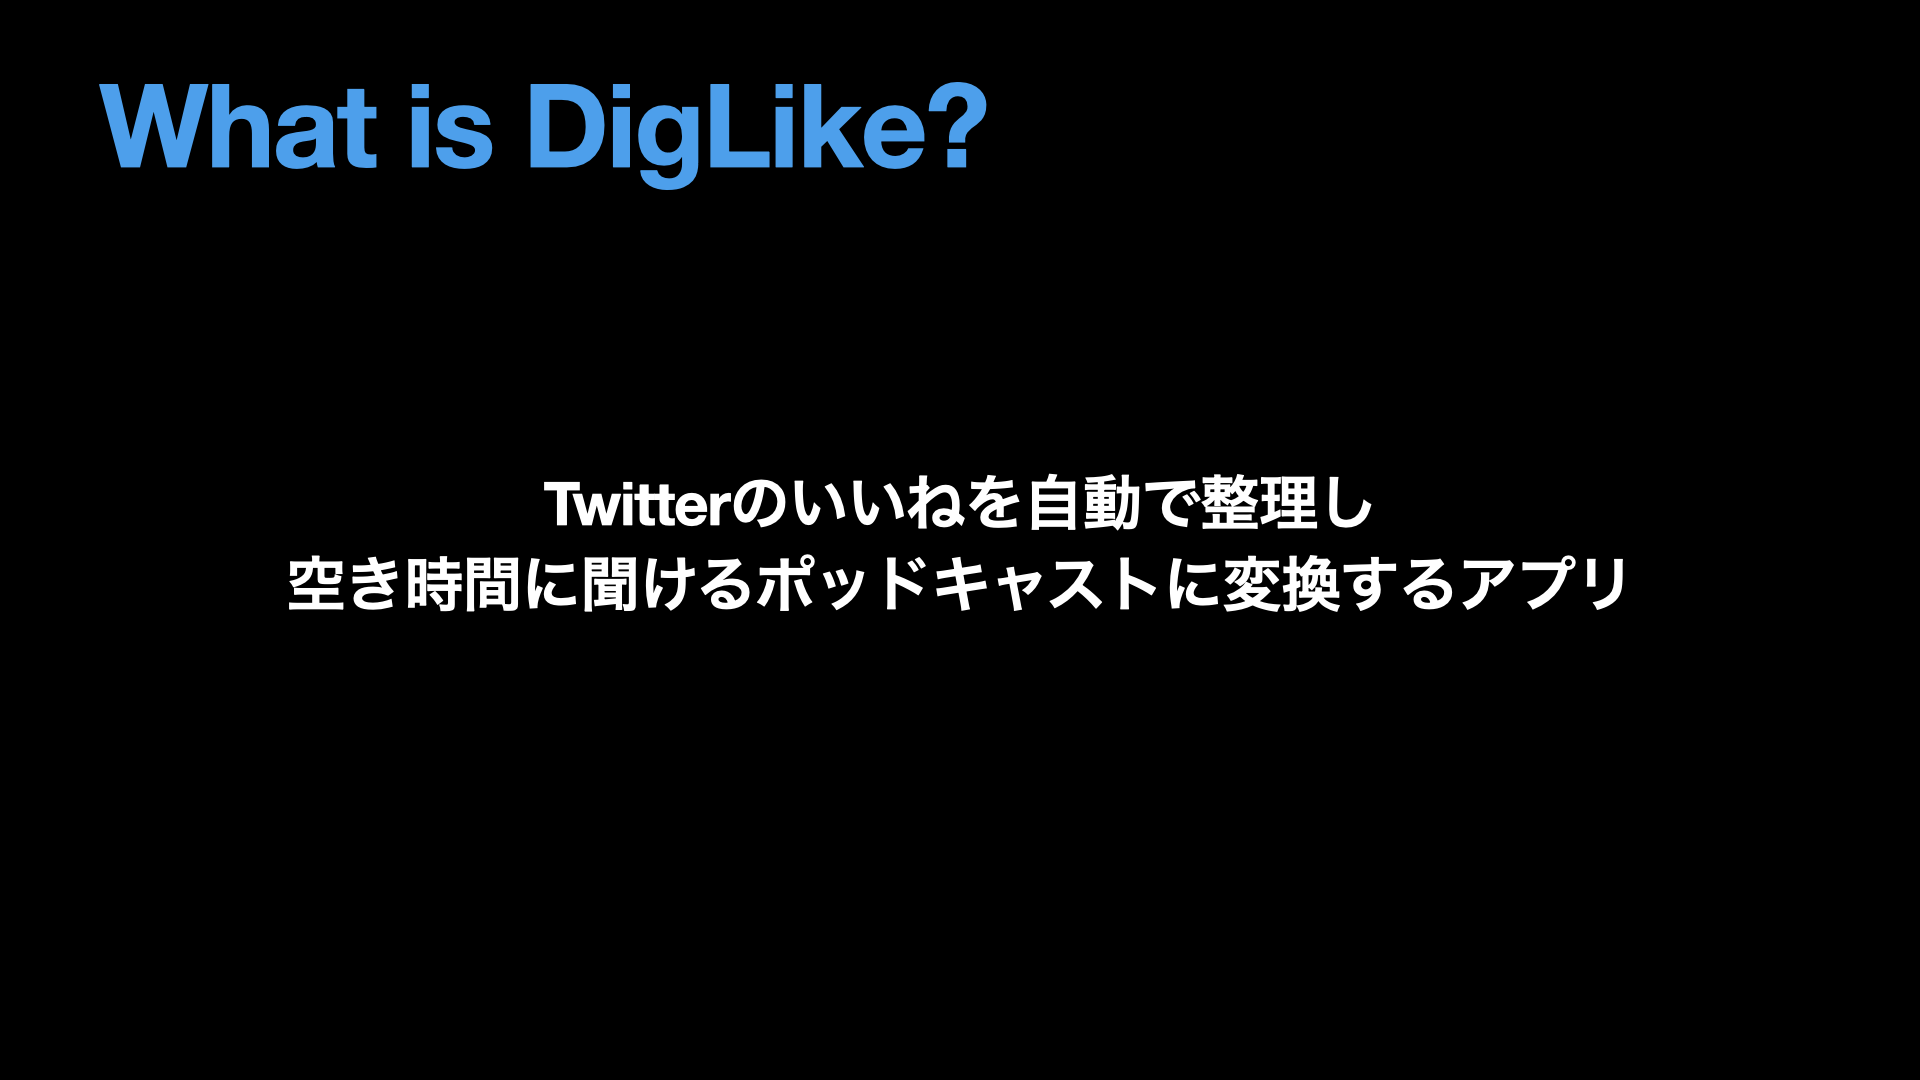 What is DigLike?
Twitterのいいねを自動で整理し
空き時間に聞けるポッドキャストに変換するアプリ